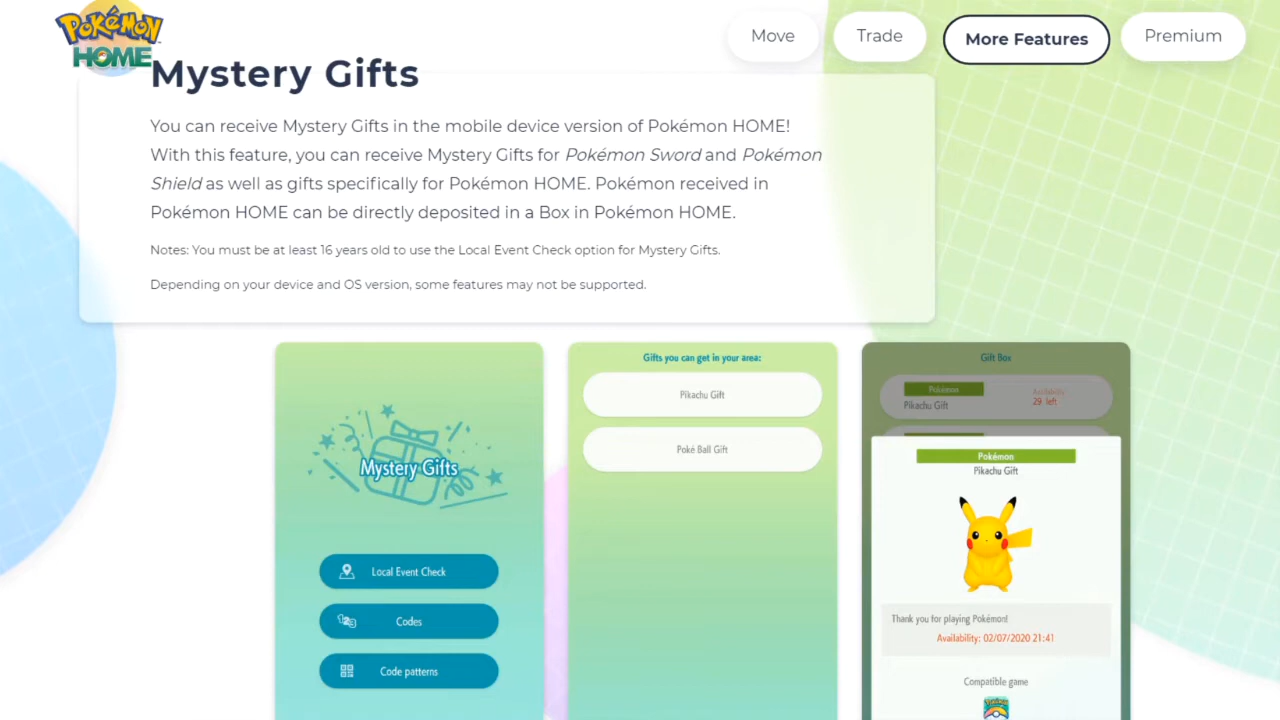 POKÉMON
HOME
Move
Trade
More Features
Premium
Mystery Gifts
You can receive Mystery Gifts in the mobile device version of Pokémon HOME!
With this feature, you can receive Mystery Gifts for Pokémon Sword and Pokémon
Shield as well as gifts specifically for Pokémon HOME. Pokémon received in
Pokémon HOME can be directly deposited in a Box in Pokémon HOME.
Notes: You must be at least 16 years old to use the Local Event Check option for Mystery Gifts.
Depending on your device and OS version, some features may not be supported.
Mystery Gifts
Local Event Check
Codes
Code patterns
Gifts you can get in your area:
Pikachu Gift
Poké Ball Gift
Gift Box
Pokémon
Pikachu Gift
Availability:
29 left
Pokémon
Pikachu Gift
Thank you for playing Pokémon!
Availability: 02/07/2020 21:41
Compatible game